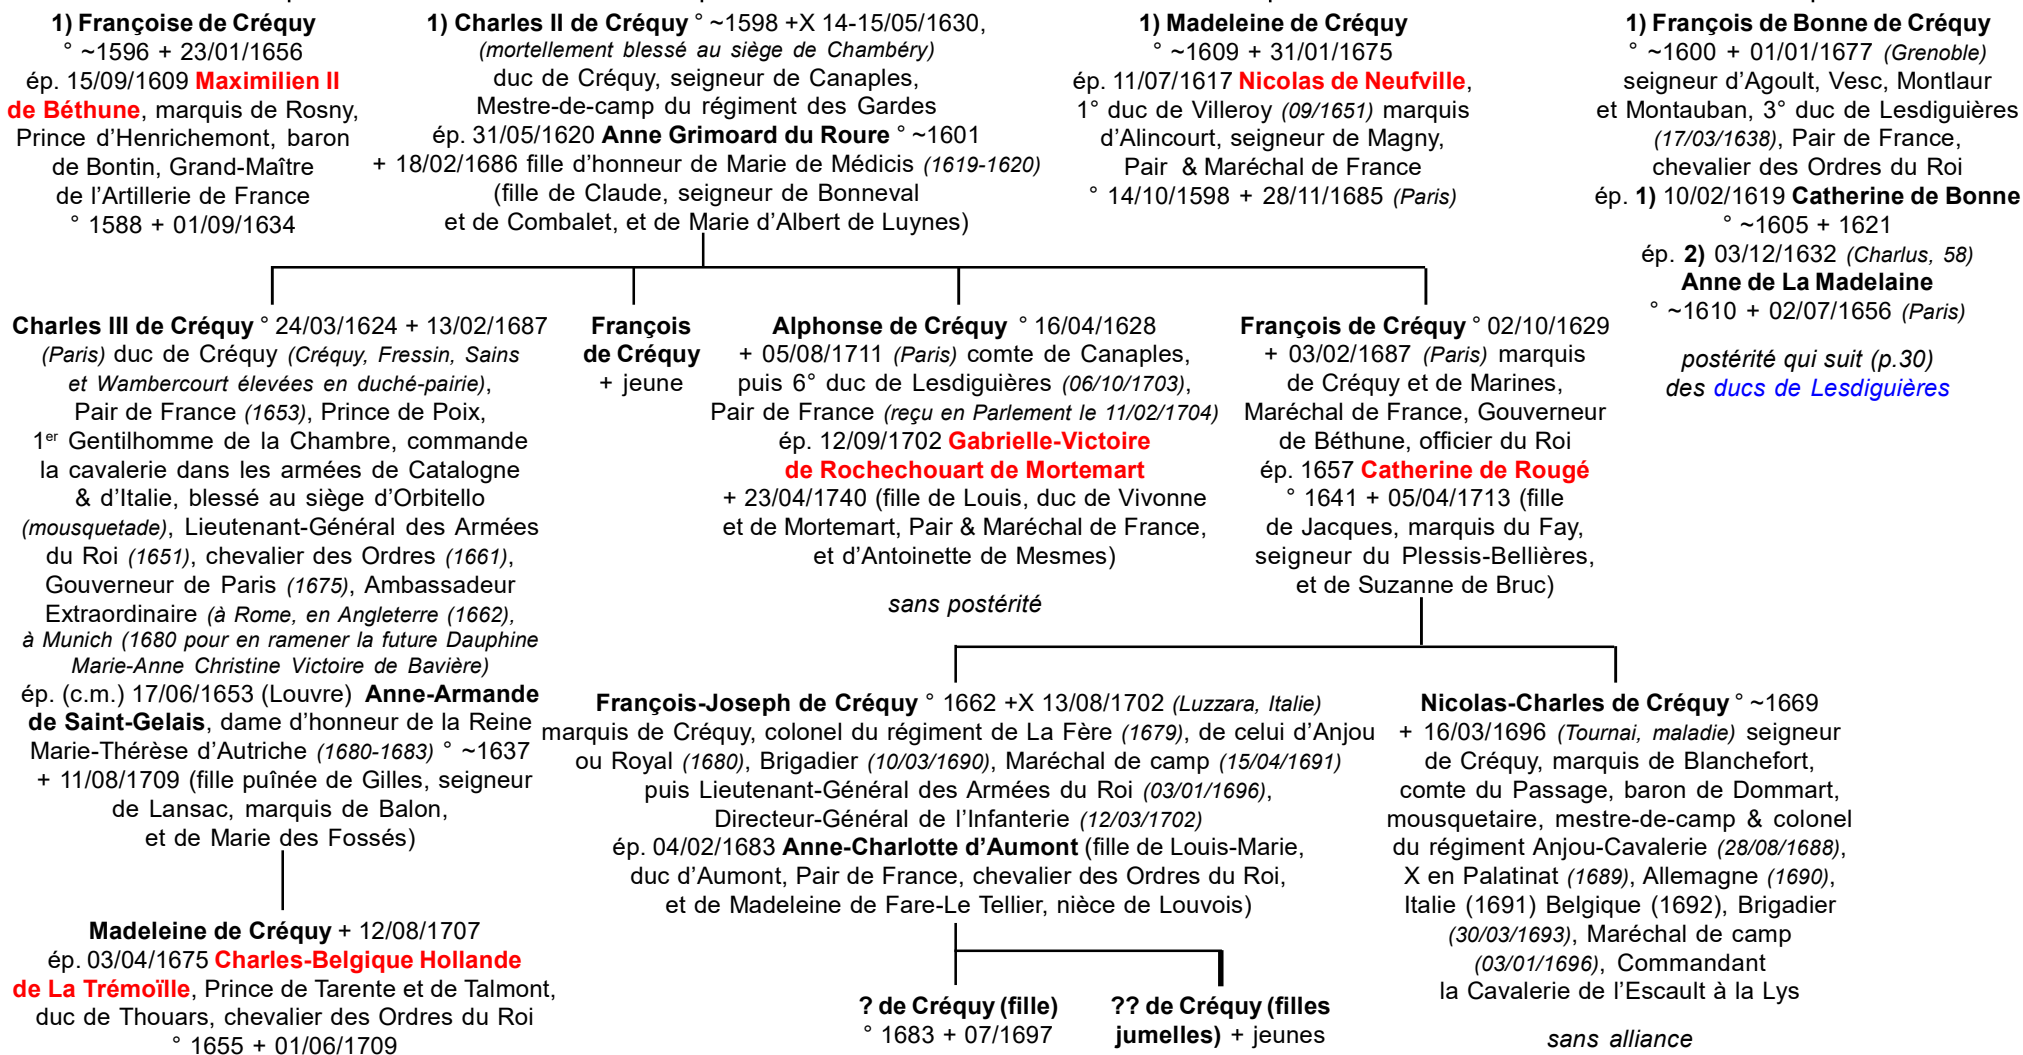 1) Françoise de Créquy
° ~1596 + 23/01/1656
ép. 15/09/1609 Maximilien II
de Béthune, marquis de Rosny,
Prince d'Henrichemont, baron
de Bontin, Grand-Maître
de l'Artillerie de France
° 1588 + 01/09/1634
1) Charles II de Créquy ° ~1598 +X 14-15/05/1630,
(mortellement blessé au siège de Chambéry)
duc de Créquy, seigneur de Canaples,
Mestre-de-camp du régiment des Gardes
ép. 31/05/1620 Anne Grimoard du Roure ° ~1601
+ 18/02/1686 fille d'honneur de Marie de Médicis (1619-1620)
(fille de Claude, seigneur de Bonneval
et de Combalet, et de Marie d'Albert de Luynes)
1) Madeleine de Créquy
° ~1609 + 31/01/1675
ép. 11/07/1617 Nicolas de Neufville,
1° duc de Villeroy (09/1651) marquis
d'Alincourt, seigneur de Magny,
Pair & Maréchal de France
° 14/10/1598 + 28/11/1685 (Paris)
1) François de Bonne de Créquy
° ~1600 + 01/01/1677 (Grenoble)
seigneur d'Agoult, Vesc, Montlaur
et Montauban, 3° duc de Lesdiguières
(17/03/1638), Pair de France,
chevalier des Ordres du Roi
ép. 1) 10/02/1619 Catherine de Bonne
° ~1605 + 1621
ép. 2) 03/12/1632 (Charlus, 58)
Anne de La Madelaine
° ~1610 + 02/07/1656 (Paris)
postérité qui suit (p.30)
des ducs de Lesdiguières
Charles III de Créquy ° 24/03/1624 + 13/02/1687
(Paris) duc de Créquy (Créquy, Fressin, Sains
et Wambercourt élevées en duché-pairie),
Pair de France (1653), Prince de Poix,
1er Gentilhomme de la Chambre, commande
la cavalerie dans les armées de Catalogne
& d'Italie, blessé au siège d'Orbitello
(mousquetade), Lieutenant-Général des Armées
du Roi (1651), chevalier des Ordres (1661),
Gouverneur de Paris (1675), Ambassadeur
Extraordinaire (à Rome, en Angleterre (1662),
à Munich (1680 pour en ramener la future Dauphine
Marie-Anne Christine Victoire de Bavière)
ép. (c.m.) 17/06/1653 (Louvre) Anne-Armande
de Saint-Gelais, dame d'honneur de la Reine
Marie-Thérèse d'Autriche (1680-1683) ° ~1637
+ 11/08/1709 (fille puînée de Gilles, seigneur
de Lansac, marquis de Balon,
et de Marie des Fossés)
François
de Créquy
+ jeune
Alphonse de Créquy ° 16/04/1628
+ 05/08/1711 (Paris) comte de Canaples,
puis 6° duc de Lesdiguières (06/10/1703),
Pair de France (reçu en Parlement le 11/02/1704)
ép. 12/09/1702 Gabrielle-Victoire
de Rochechouart de Mortemart
+ 23/04/1740 (fille de Louis, duc de Vivonne
et de Mortemart, Pair & Maréchal de France,
et d'Antoinette de Mesmes)
sans postérité
François de Créquy ° 02/10/1629
+ 03/02/1687 (Paris) marquis
de Créquy et de Marines,
Maréchal de France, Gouverneur
de Béthune, officier du Roi
ép. 1657 Catherine de Rougé
° 1641 + 05/04/1713 (fille
de Jacques, marquis du Fay,
seigneur du Plessis-Bellières,
et de Suzanne de Bruc)
Madeleine de Créquy + 12/08/1707
ép. 03/04/1675 Charles-Belgique Hollande
de La Trémoïlle, Prince de Tarente et de Talmont,
duc de Thouars, chevalier des Ordres du Roi
° 1655 + 01/06/1709
François-Joseph de Créquy ° 1662 +X 13/08/1702 (Luzzara, Italie)
marquis de Créquy, colonel du régiment de La Fère (1679), de celui d'Anjou
ou Royal (1680), Brigadier (10/03/1690), Maréchal de camp (15/04/1691)
puis Lieutenant-Général des Armées du Roi (03/01/1696),
Directeur-Général de l'Infanterie (12/03/1702)
ép. 04/02/1683 Anne-Charlotte d'Aumont (fille de Louis-Marie,
duc d'Aumont, Pair de France, chevalier des Ordres du Roi,
et de Madeleine de Fare-Le Tellier, nièce de Louvois)
Nicolas-Charles de Créquy ° ~1669
+ 16/03/1696 (Tournai, maladie) seigneur
de Créquy, marquis de Blanchefort,
comte du Passage, baron de Dommart,
mousquetaire, mestre-de-camp & colonel
du régiment Anjou-Cavalerie (28/08/1688),
X en Palatinat (1689), Allemagne (1690),
Italie (1691) Belgique (1692), Brigadier
(30/03/1693), Maréchal de camp
(03/01/1696), Commandant
la Cavalerie de l'Escault à la Lys
sans alliance
? de Créquy (fille)
° 1683 + 07/1697
?? de Créquy (filles
jumelles) + jeunes